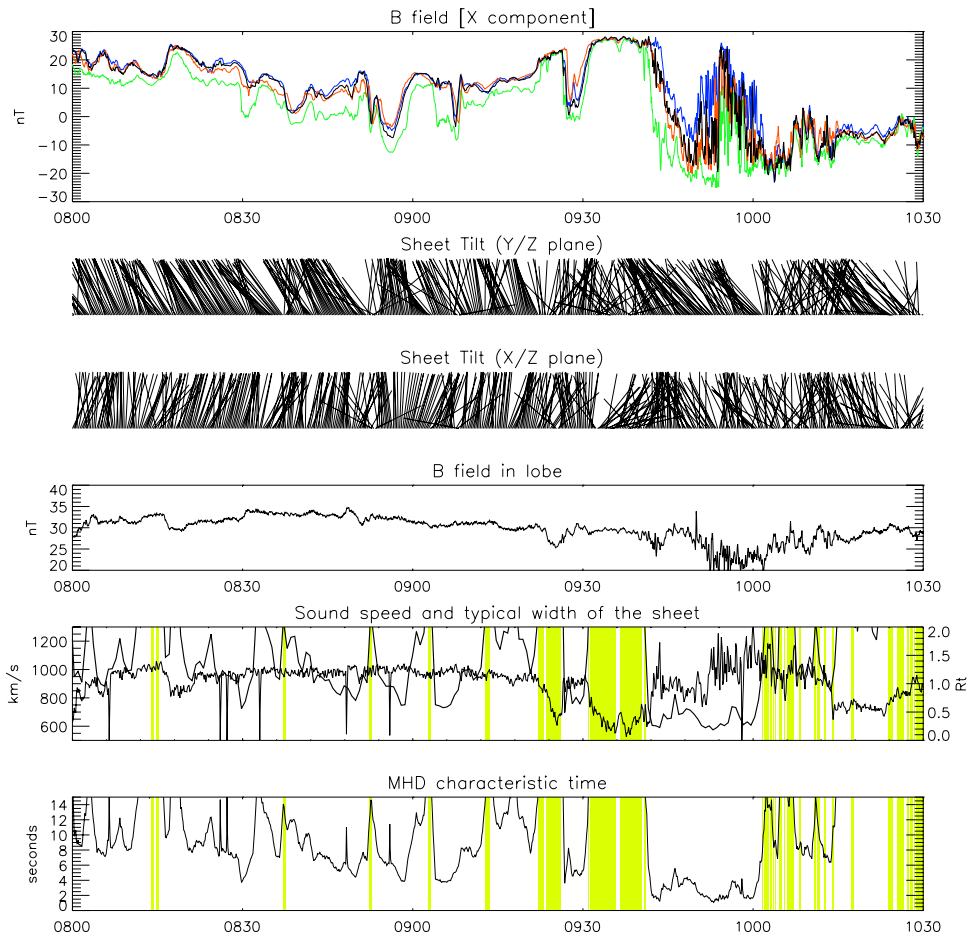 B field [X component]
30
20
10
0
-10
-20
-30
nT
0800 0830 0900 0930 1000 1030
Sheet Tilt (Y/Z plane)
Sheet Tilt (X/Z plane)
B field in lobe
40
35
30
25
20
nT
0800 0830 0900 0930 1000 1030
Sound speed and typical width of the sheet
1200
1000
800
600
km/s
2.0
1.5
1.0
0.5
0.0
Rt
MHD characteristic time
14
12
8
4
2
0
seconds
0800 0830 0900 0930 1000 1030